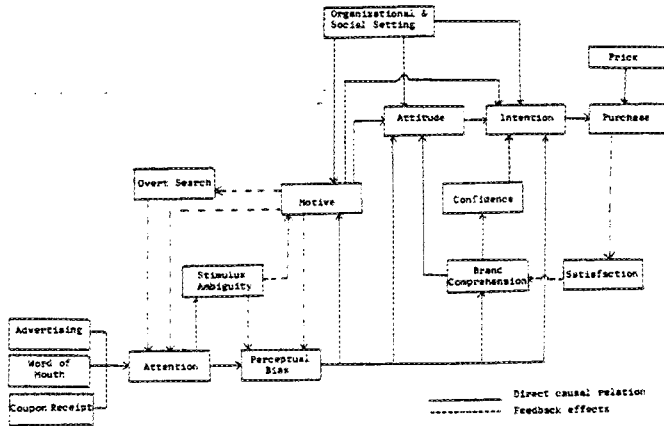 Organizational &
Social Setting
Price
Attitude
Intention
Purchase
Overt Search
Motive
Confidence
Stimulus
Ambiguity
Brand
Comprehension
Satisfaction
Advertising
Word of
Mouth
Attention
Perceptual
Bias
Coupon Receipt
Direct causal relation
Feedback effects